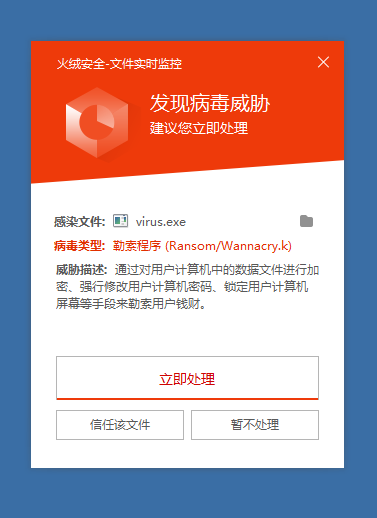 火绒安全-文件实时监控
发现病毒威胁
建议您立即处理
感染文件: virus.exe
病毒类型: 勒索程序 (Ransom/Wannacry.k)
威胁描述: 通过对用户计算机中的数据文件进行加
密、强行修改用户计算机密码、锁定用户计算机
屏幕等手段来勒索用户钱财。
立即处理
信任该文件
暂不处理